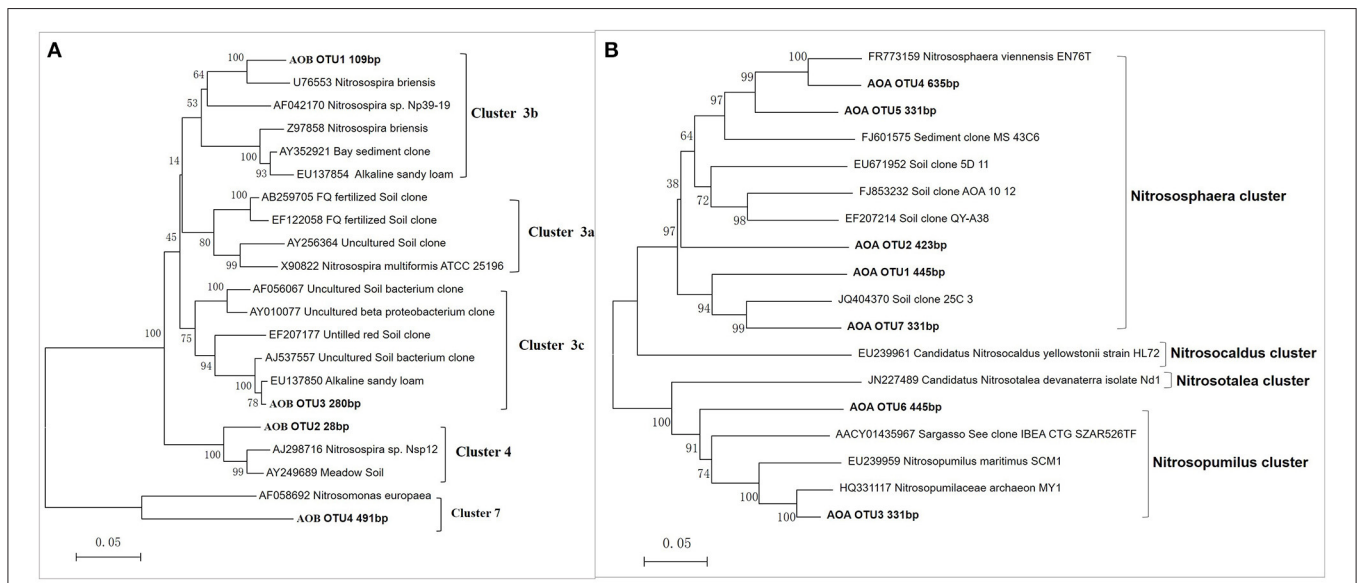 A
100
AOB OTU1 109bp
64
U76553 Nitrosospira briensis
53
AF042170 Nitrosospira sp. Np39-19
Cluster 3b
Z97858 Nitrosospira briensis
100
AY352921 Bay sediment clone
14
93
EU137854 Alkaline sandy loam
100
AB259705 FQ fertilized Soil clone
EF122058 FQ fertilized Soil clone
Cluster 3a
45
80
AY256364 Uncultured Soil clone
99
X90822 Nitrosospira multiformis ATCC 25196
100
AF056067 Uncultured Soil bacterium clone
AY010077 Uncultured beta proteobacterium clone
100
75
EF207177 Untilled red Soil clone
Cluster 3c
94
AJ537557 Uncultured Soil bacterium clone
100
EU137850 Alkaline sandy loam
78
AOB OTU3 280bp
AOB OTU2 28bp
100
AJ298716 Nitrosospira sp. Nsp12
Cluster 4
99
AY249689 Meadow Soil
AF058692 Nitrosomonas europaea
Cluster 7
AOB OTU4 491bp
0.05
B
100
FR773159 Nitrososphaera viennensis EN76T
99
AOA OTU4 635bp
97
AOA OTU5 331bp
64
FJ601575 Sediment clone MS 43C6
EU671952 Soil clone 5D 11
38
72
FJ853232 Soil clone AOA 10 12
Nitrososphaera cluster
98
EF207214 Soil clone QY-A38
97
AOA OTU2 423bp
AOA OTU1 445bp
94
JQ404370 Soil clone 25C 3
99
AOA OTU7 331bp
EU239961 Candidatus Nitrosocaldus yellowstonii strain HL72
Nitrosocaldus cluster
JN227489 Candidatus Nitrosotalea devanaterra isolate Nd1
Nitrosotalea cluster
100
AOA OTU6 445bp
91
AACY01435967 Sargasso See clone IBEA CTG SZAR526TF
74
EU239959 Nitrosopumilus maritimus SCM1
Nitrosopumilus cluster
100
HQ331117 Nitrosopumilaceae archaeon MY1
100
AOA OTU3 331bp
0.05